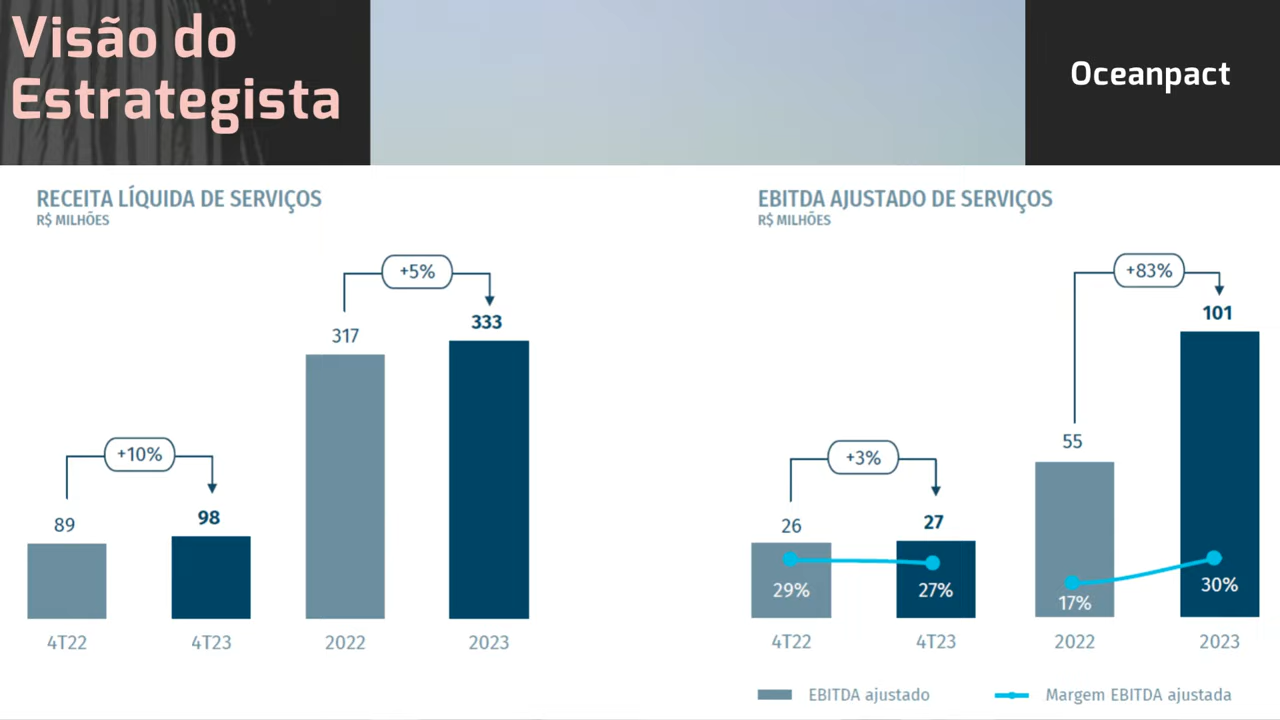 Visão do
Estrategista
Oceanpact
RECEITA LÍQUIDA DE SERVIÇOS
R$ MILHÕES
+5%
317
333
+10%
89
98
4T22
4T23
2022
2023
EBITDA AJUSTADO DE SERVIÇOS
R$ MILHÕES
+83%
101
55
+3%
26
27
29%
27%
17%
30%
4T22
4T23
2022
2023
EBITDA ajustado
Margem EBITDA ajustada